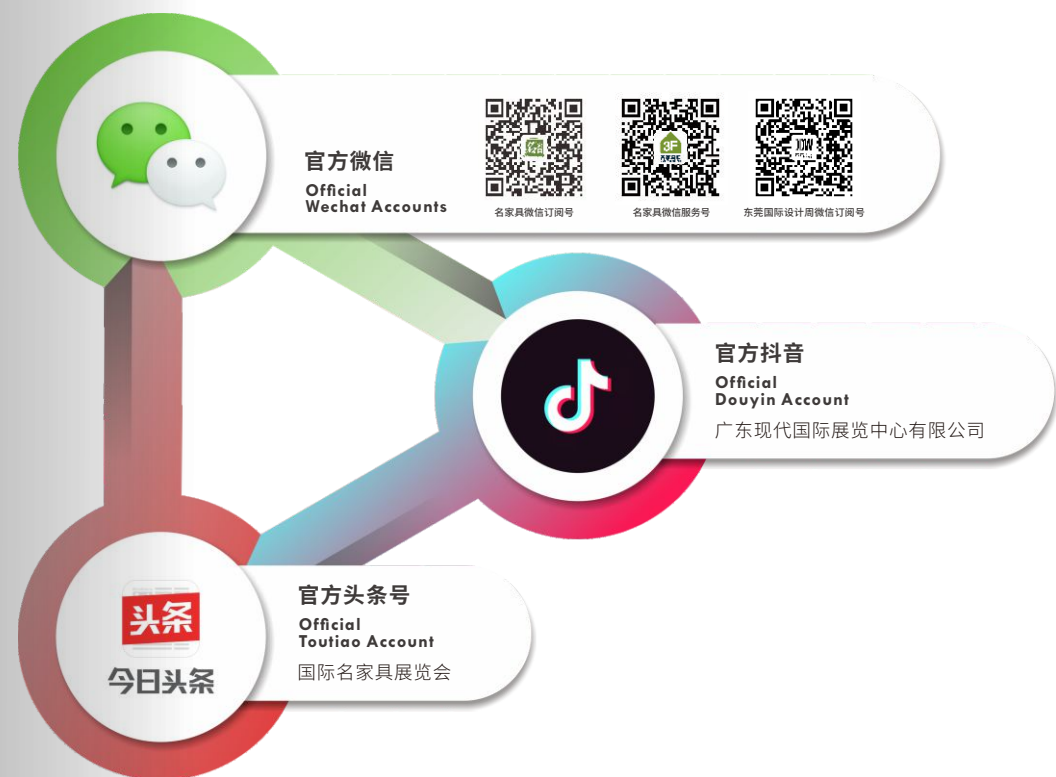 官方微信
Official
Wechat Accounts
3F
名家具微信订阅号
名家具微信服务号
东莞国际设计周微信订阅号
官方抖音
Official
Douyin Account
广东现代国际展览中心有限公司
头条
今日头条
官方头条号
Official
Toutiao Account
国际名家具展览会